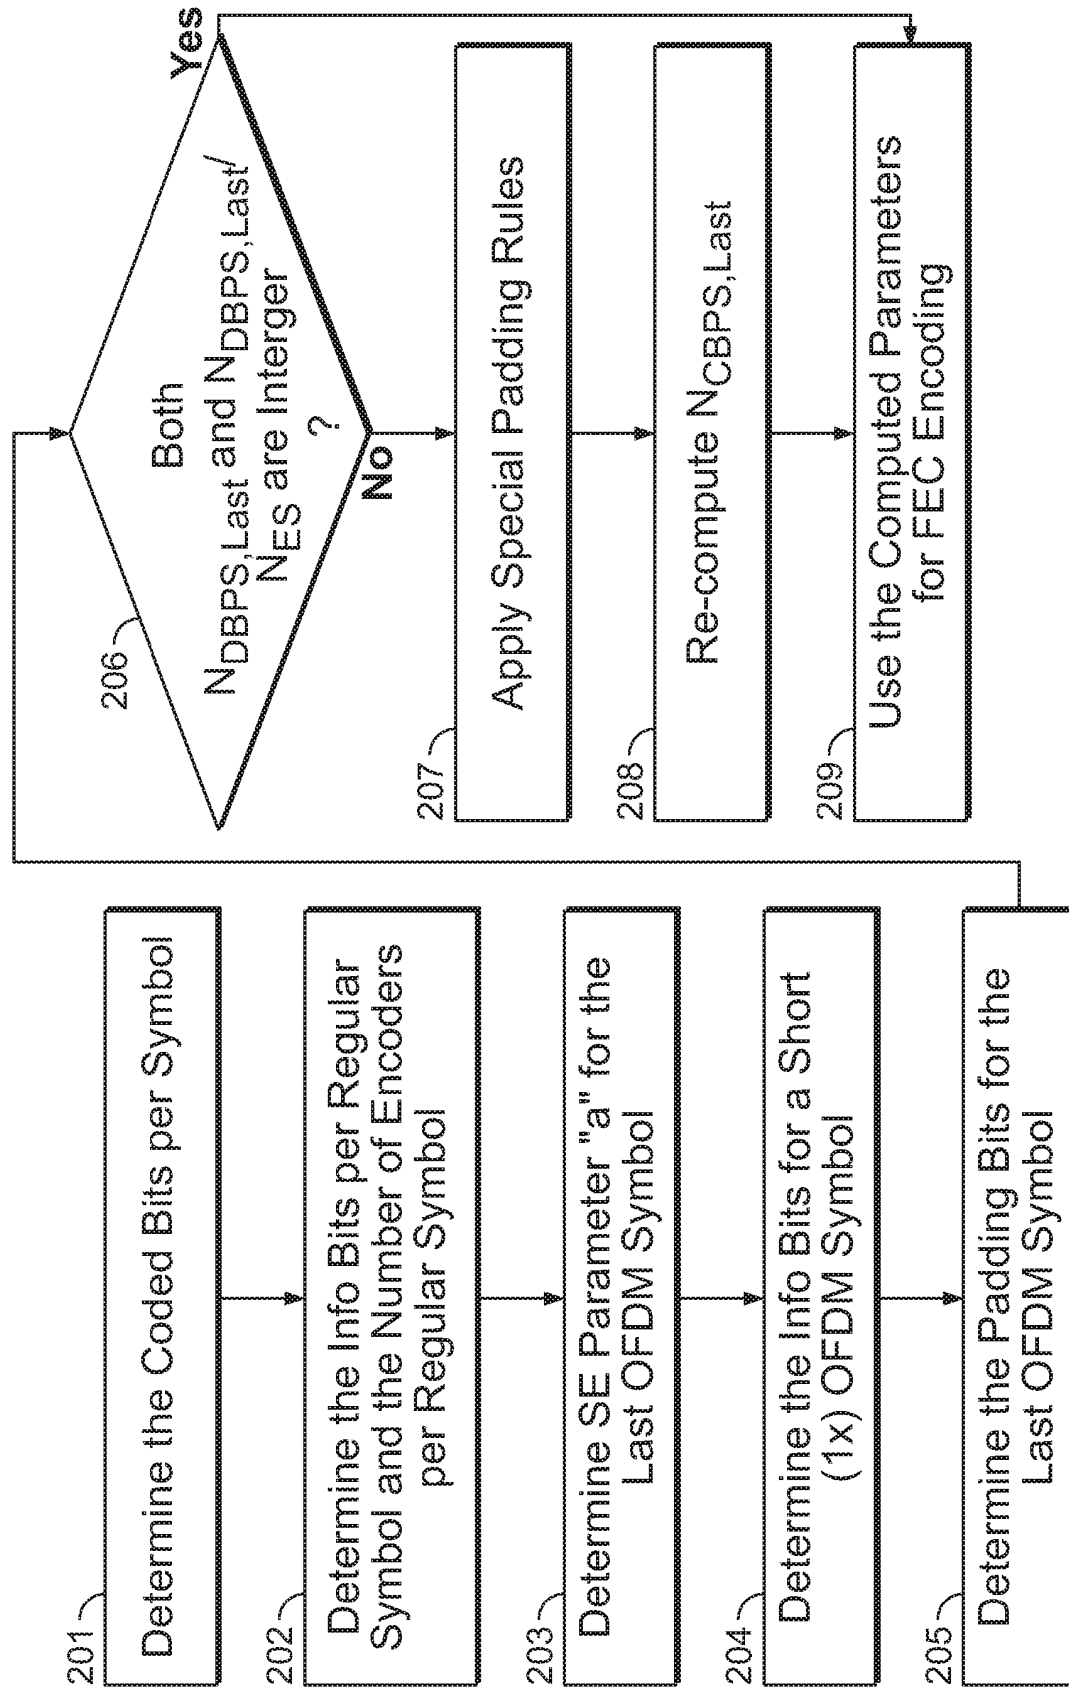 201
Determine the Coded Bits per Symbol
202
Determine the Info Bits per Regular
Symbol and the Number of Encoders
per Regular Symbol
203
Determine SE Parameter "a" for the
Last OFDM Symbol
204
Determine the Info Bits for a Short
(1x) OFDM Symbol
205
Determine the Padding Bits for the
Last OFDM Symbol
206
Both
NDBPS,Last and NDBPS,Last/
NES are Interger
?
Yes
No
207
Apply Special Padding Rules
208
Re-compute NCBPS,Last
209
Use the Computed Parameters
for FEC Encoding